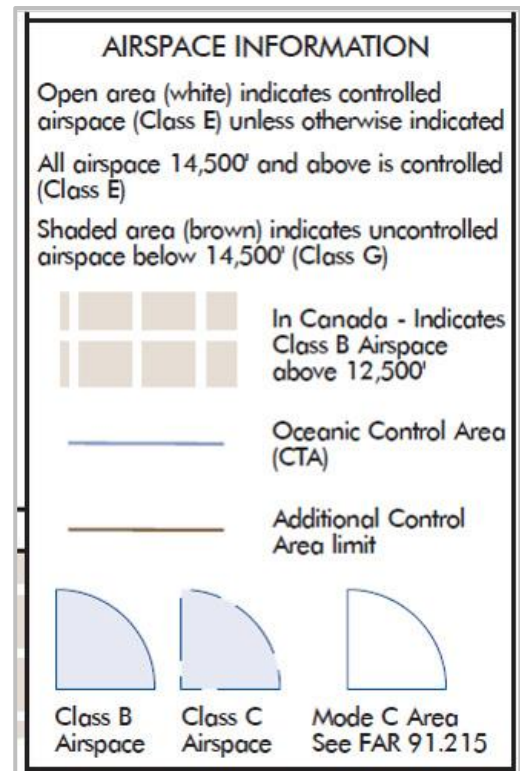 AIRSPACE INFORMATION
Open area (white) indicates controlled
airspace (Class E) unless otherwise indicated
All airspace 14,500' and above is controlled
(Class E)
Shaded area (brown) indicates uncontrolled
airspace below 14,500' (Class G)
In Canada - Indicates
Class B Airspace
above 12,500'
Oceanic Control Area
(CTA)
Additional Control
Area limit
Class B
Airspace
Class C
Airspace
Mode C Area
See FAR 91.215